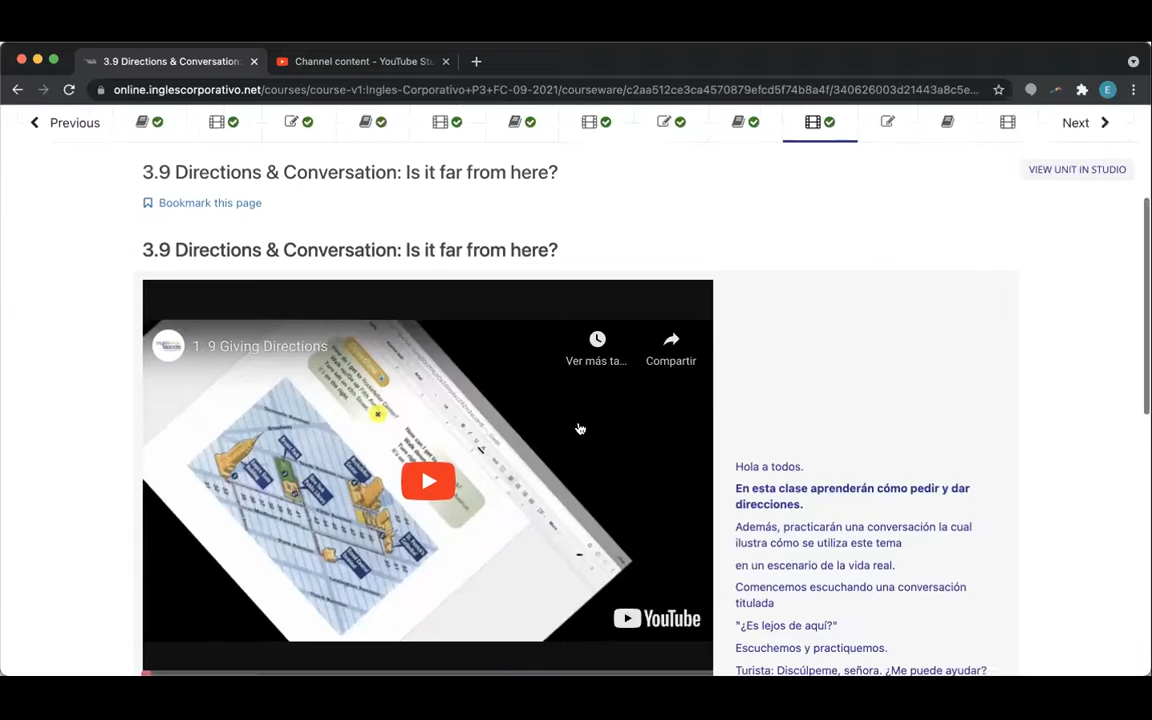 3.9 Directions & Conversation:
Channel content - YouTube Stu
online.inglescorporativo.net/courses/course-v1:Ingles-Corporativo+P3+FC-09-2021/courseware/c2aa512ce3ca4570879efcd5f74b8a4f/340626003d21443a8c5e...
E
Previous
Next
3.9 Directions & Conversation: Is it far from here?
VIEW UNIT IN STUDIO
Bookmark this page
3.9 Directions & Conversation: Is it far from here?
1. 9 Giving Directions
Ver más ta...
Compartir
YouTube
Hola a todos.
En esta clase aprenderán cómo pedir y dar
direcciones.
Además, practicarán una conversación la cual
ilustra cómo se utiliza este tema
en un escenario de la vida real.
Comencemos escuchando una conversación
titulada
"¿Es lejos de aquí?"
Escuchemos y practiquemos.
Turista: Discúlpeme, señora. ¿Me puede ayudar?